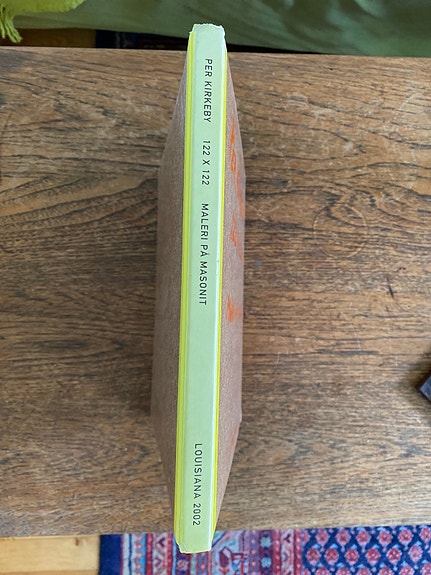 PER KIRKEBY 122 X 122 MALERI PÅ MASONIT LOUISIANA 2002